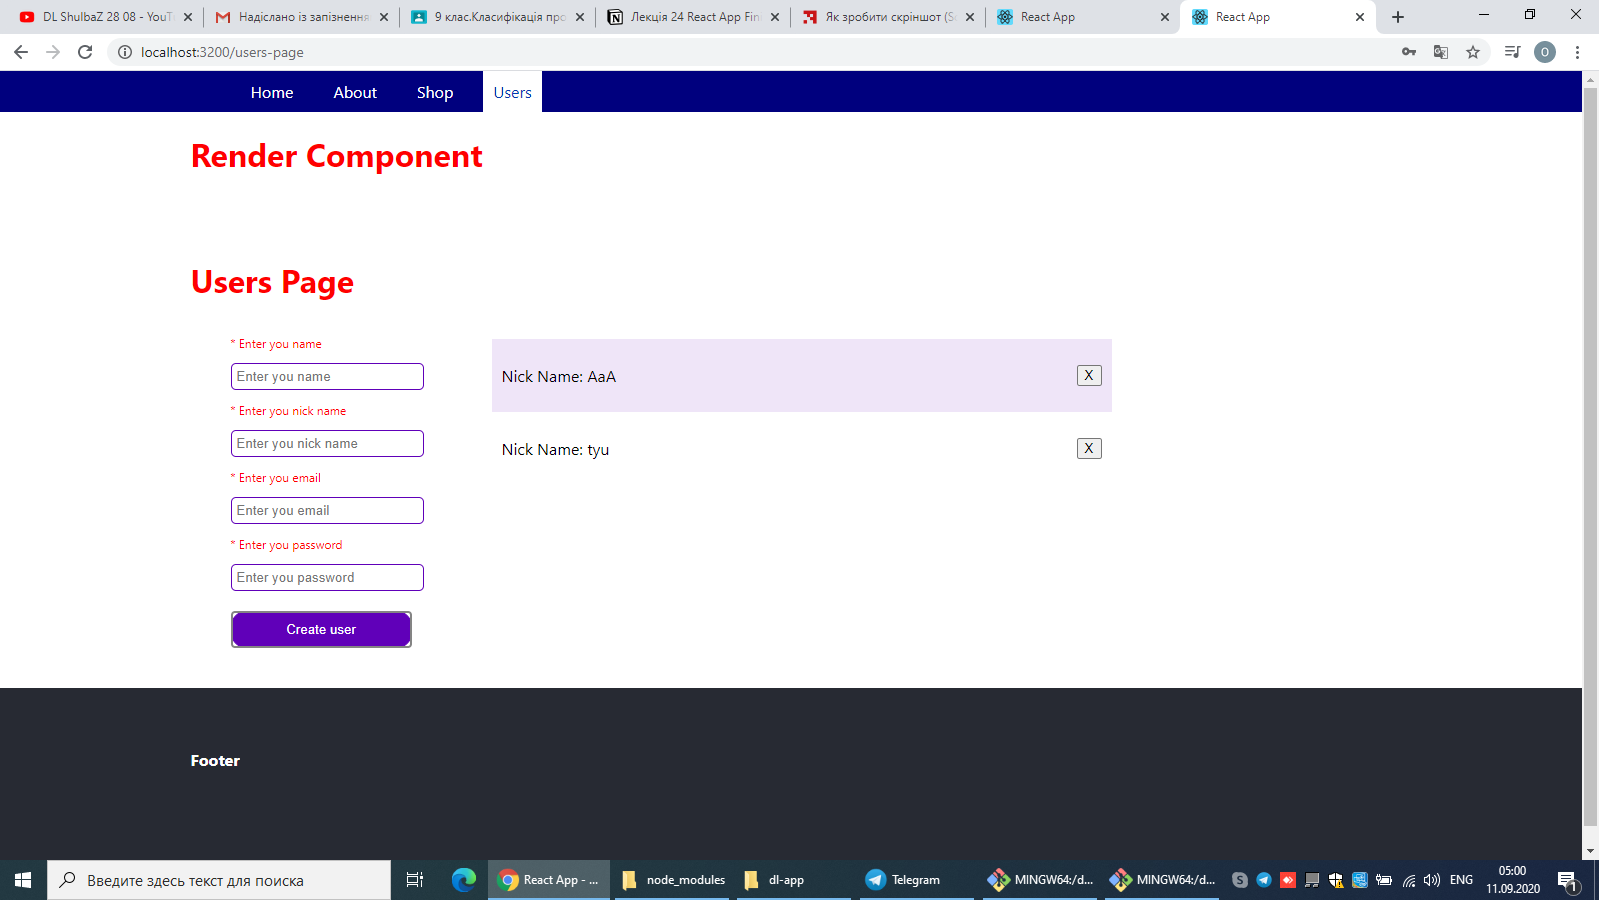 DL ShulbaZ 28 08 - YouT
Надіслано із запізнення
9 клас.Класифікація про
Лекція 24 React App Fin
Як зробити скріншот (S
React App
React App
localhost:3200/users-page
O
Home
About
Shop
Users
Render Component
Users Page
* Enter you name
Enter you name
* Enter you nick name
Enter you nick name
* Enter you email
Enter you email
* Enter you password
Enter you password
Create user
Nick Name: AaA
X
Nick Name: tyu
X
Footer
Введите здесь текст для поиска
React App - ...
node_modules
dl-app
Telegram
MINGW64:/d...
MINGW64:/d...
ENG
05:00
11.09.2020
1